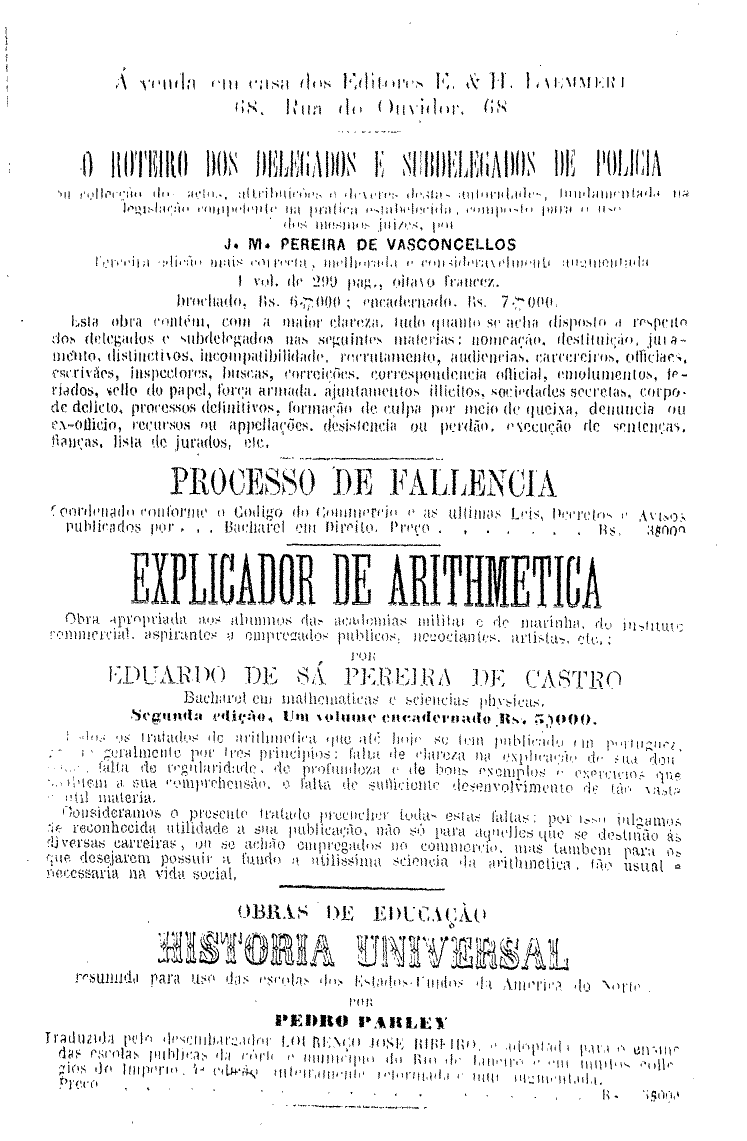 Á venda em casa dos Editores E. & H. LAEMMERT
68, Rua do Ouvidor, 68
O ROTEIRO DOS DELEGADOS E SUBDELEGADOS DE POLICIA
ou collecção dos actos, attribuições e deveres destas autoridades, fundamentada na
legislação competente na pratica estabelecida, composto para o uso
dos mesmos juizes, por
J. M. PEREIRA DE VASCONCELLOS
Terceira edição mais correcta, melhorada e consideravelmente augmentada
1 vol. de 299 pag., oitavo francez.
brochado, Rs. 6$000; encadernado, Rs. 7$000.
Esta obra contém, com a maior clareza, tudo quanto se acha disposto a respeito
dos delegados e subdelegados nas seguintes materias: nomeação, destituição, jura-
mento, distinctivos, incompatibilidade, recrutamento, audiencias, carcereiros, officiaes,
escrivães, inspectores, buscas, correições, correspondencia official, emolumentos, fe-
riados, sello do papel, força armada, ajuntamentos illicitos, sociedades secretas, corpo-
de delicto, processos definitivos, formação de culpa por meio de queixa, denuncia ou
ex-officio, recursos ou appellações, desistencia ou perdão, execução de sentenças,
fianças, lista de jurados, etc.
PROCESSO DE FALLENCIA
Coordenado conforme o Codigo do Commercio e as ultimas Leis, Decretos e Avisos
publicados por . . . Bacharel em Direito. Preço . . . . . . . Rs. 3$000
EXPLICADOR DE ARITHMETICA
Obra apropriada aos alumnos das academias militar e de marinha, do instituto
commercial, aspirantes a empregados publicos, negociantes, artistas, etc.;
POR
EDUARDO DE SÁ PEREIRA DE CASTRO
Bacharel em mathematicas e sciencias physicas.
Segunda edição, Um volume encadernado Rs. 5$000.
Todos os tratados de arithmetica que até hoje se tem publicado em portuguez,
geralmente por tres principios: falta de clareza na explicação de sua dou-
falta de regularidade, de profundeza e de bons exemplos e exercicios que
a sua comprehensão, e falta de sufficiente desenvolvimento de tão vasta
e util materia.
Consideramos o presente tratado preencher todas estas faltas; por isso julgamos
de reconhecida utilidade a sua publicação, não só para aquelles que se destinão ás
diversas carreiras, ou se achão empregados no commercio, mas tambem para os
que desejarem possuir a fundo a utilissima sciencia da arithmetica, tão usual e
necessaria na vida social.
OBRAS DE EDUCAÇÃO
HISTORIA UNIVERSAL
resumida para uso das escolas dos Estados-Unidos da America do Norte.
POR
PEDRO PARLEY
Traduzida pelo desembargador LOURENÇO JOSÉ RIBEIRO, e adoptada para o ensino
das escolas publicas da côrte e municipio do Rio de Janeiro e em muitos colle-
gios do Imperio. edição inteiramente reformada e mui augmentada.
Preço . . . . . . . . . . . . Rs. 3$000